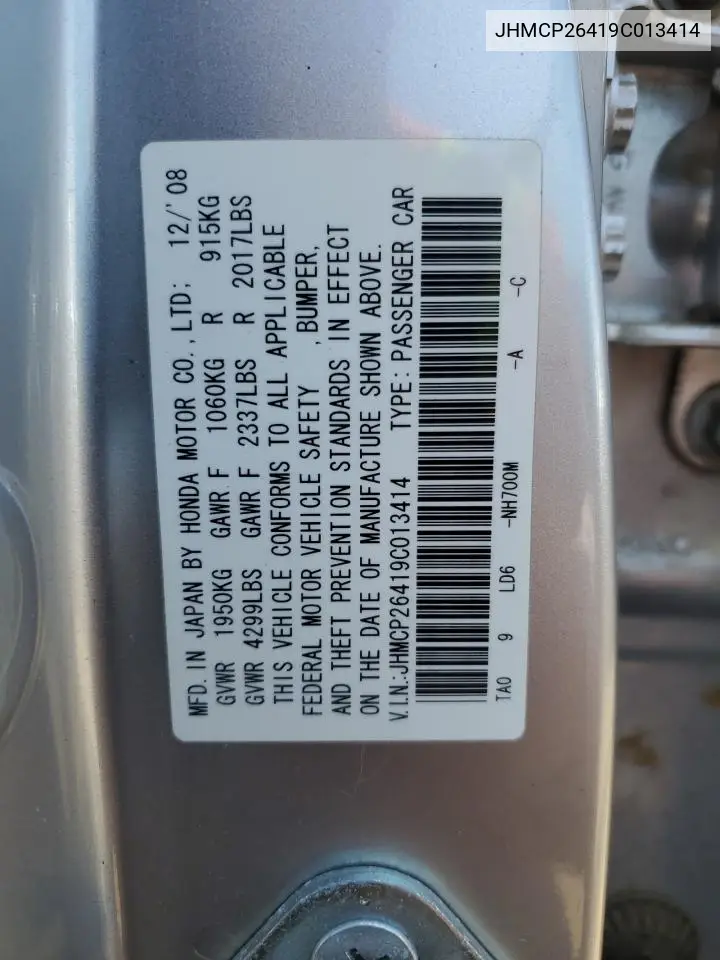 JHMCP26419C013414
MFD. IN JAPAN BY HONDA MOTOR CO., LTD; 12/'08
GVWR 1950KG GAWR F 1060KG R 915KG
GVWR 4299LBS GAWR F 2337LBS R 2017LBS
THIS VEHICLE CONFORMS TO ALL APPLICABLE
FEDERAL MOTOR VEHICLE SAFETY , BUMPER,
AND THEFT PREVENTION STANDARDS IN EFFECT
ON THE DATE OF MANUFACTURE SHOWN ABOVE.
V.I.N.:JHMCP26419C013414 TYPE: PASSENGER CAR
TA0 9 LD6 -NH700M -A -C